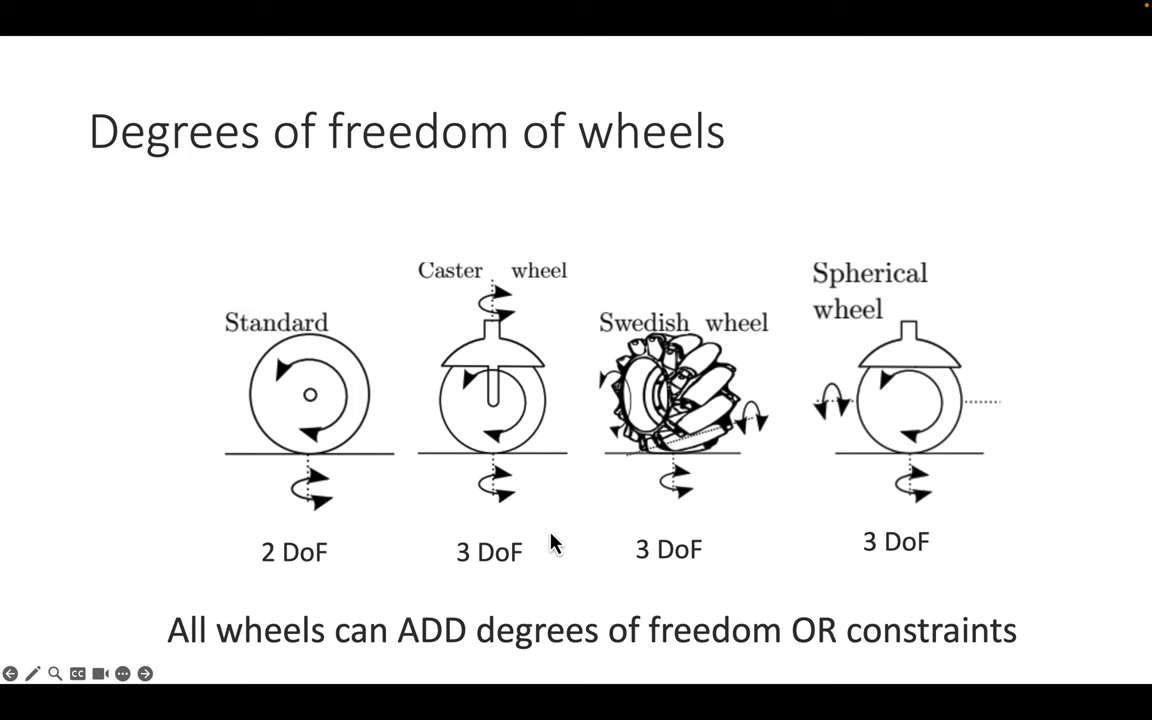 Degrees of freedom of wheels
Standard
Caster wheel
Swedish wheel
Spherical
wheel
2 DoF
3 DoF
3 DoF
3 DoF
All wheels can ADD degrees of freedom OR constraints
CC